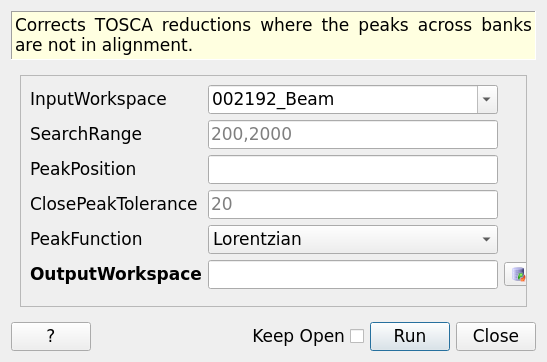 Corrects TOSCA reductions where the peaks across banks
are not in alignment.
InputWorkspace 002192_Beam
SearchRange 200,2000
PeakPosition
ClosePeakTolerance 20
PeakFunction Lorentzian
OutputWorkspace
? Keep Open Run Close